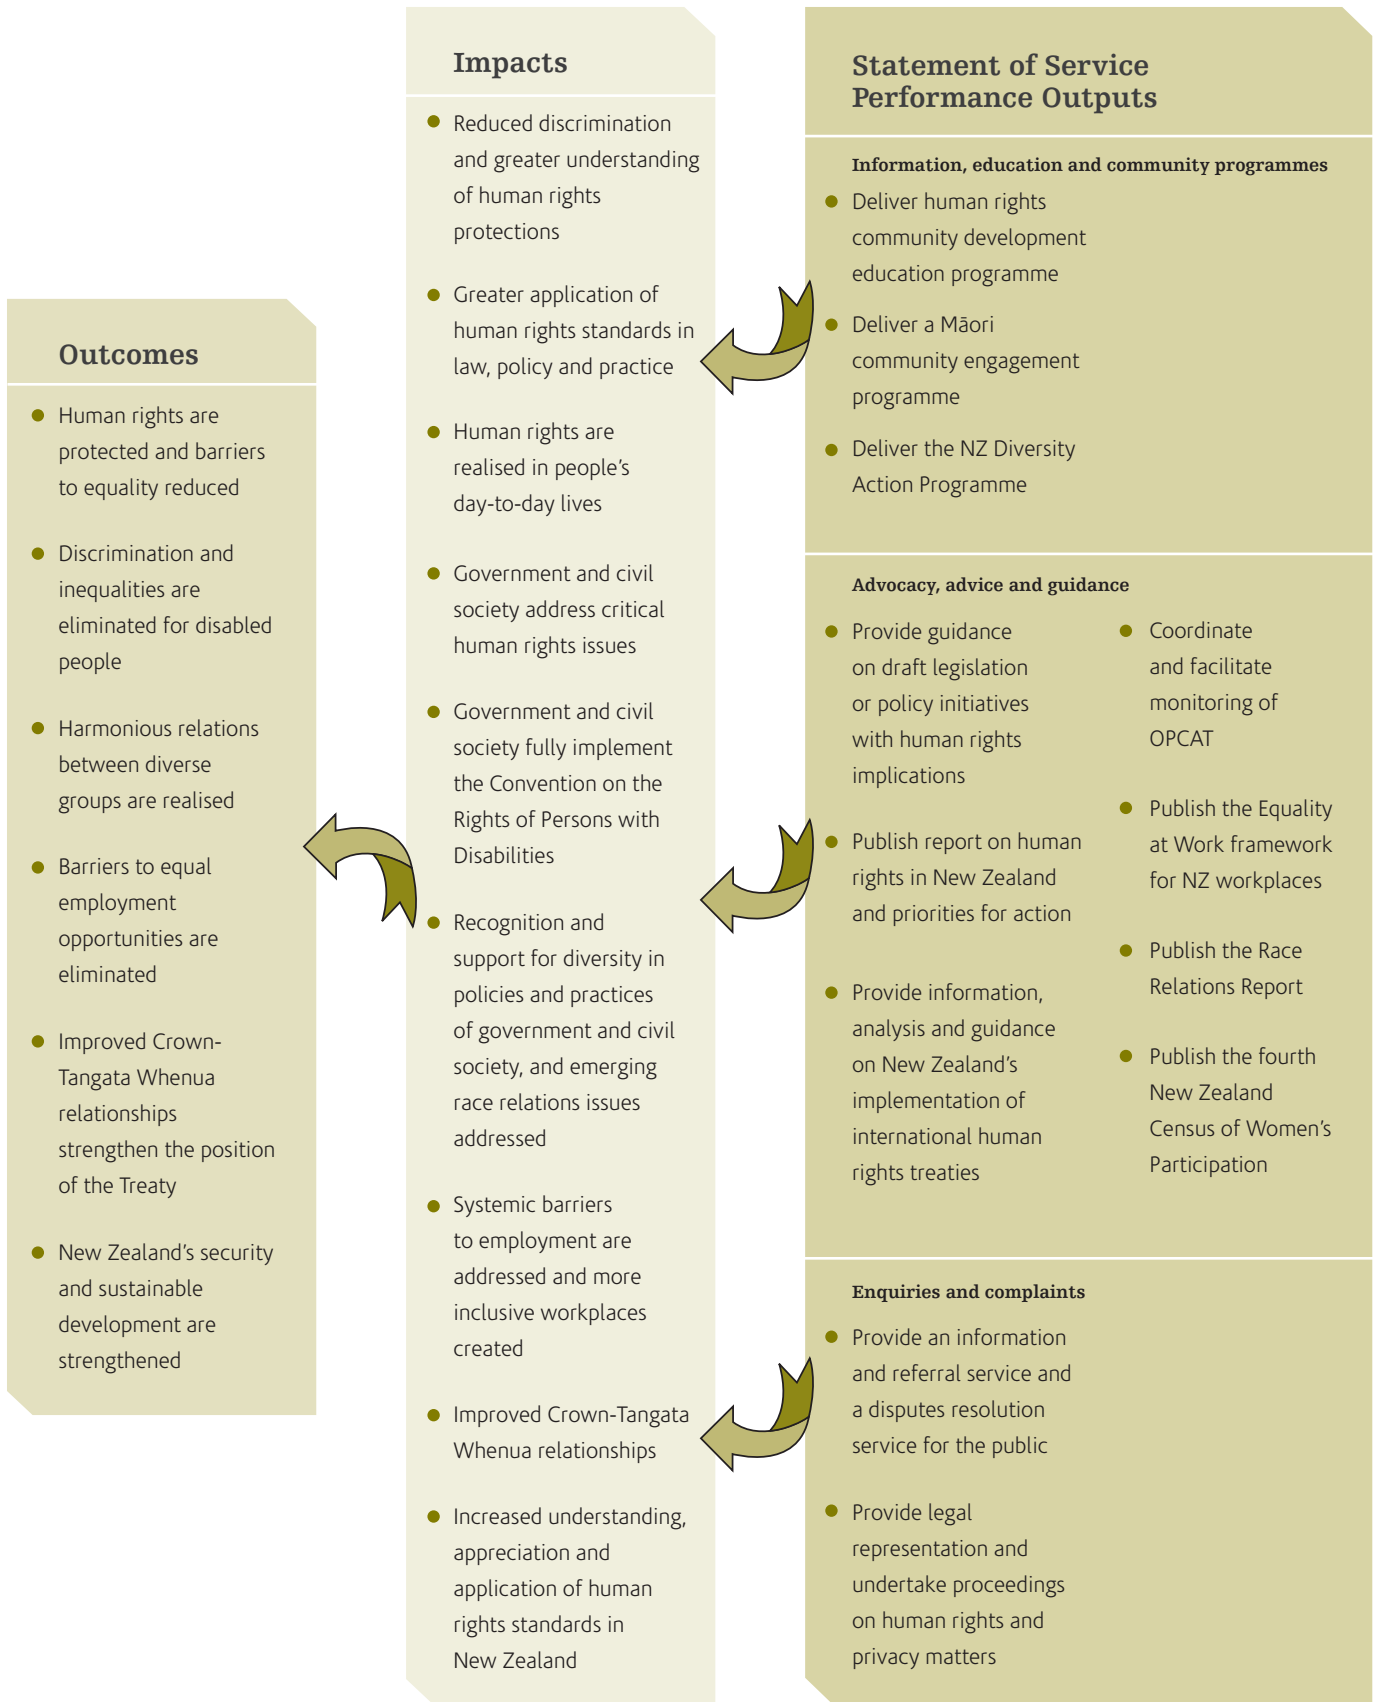 Outcomes
Human rights are
protected and barriers
to equality reduced
Discrimination and
inequalities are
eliminated for disabled
people
Harmonious relations
between diverse
groups are realised
Barriers to equal
employment
opportunities are
eliminated
Improved Crown-
Tangata Whenua
relationships
strengthen the position
of the Treaty
New Zealand’s security
and sustainable
development are
strengthened
Impacts
Reduced discrimination
and greater understanding
of human rights
protections
Greater application of
human rights standards in
law, policy and practice
Human rights are
realised in people’s
day-to-day lives
Government and civil
society address critical
human rights issues
Government and civil
society fully implement
the Convention on the
Rights of Persons with
Disabilities
Recognition and
support for diversity in
policies and practices
of government and civil
society, and emerging
race relations issues
addressed
Systemic barriers
to employment are
addressed and more
inclusive workplaces
created
Improved Crown-Tangata
Whenua relationships
Increased understanding,
appreciation and
application of human
rights standards in
New Zealand
Statement of Service
Performance Outputs
Information, education and community programmes
Deliver human rights
community development
education programme
Deliver a Māori
community engagement
programme
Deliver the NZ Diversity
Action Programme
Advocacy, advice and guidance
Provide guidance
on draft legislation
or policy initiatives
with human rights
implications
Publish report on human
rights in New Zealand
and priorities for action
Provide information,
analysis and guidance
on New Zealand’s
implementation of
international human
rights treaties
Coordinate
and facilitate
monitoring of
OPCAT
Publish the Equality
at Work framework
for NZ workplaces
Publish the Race
Relations Report
Publish the fourth
New Zealand
Census of Women’s
Participation
Enquiries and complaints
Provide an information
and referral service and
a disputes resolution
service for the public
Provide legal
representation and
undertake proceedings
on human rights and
privacy matters